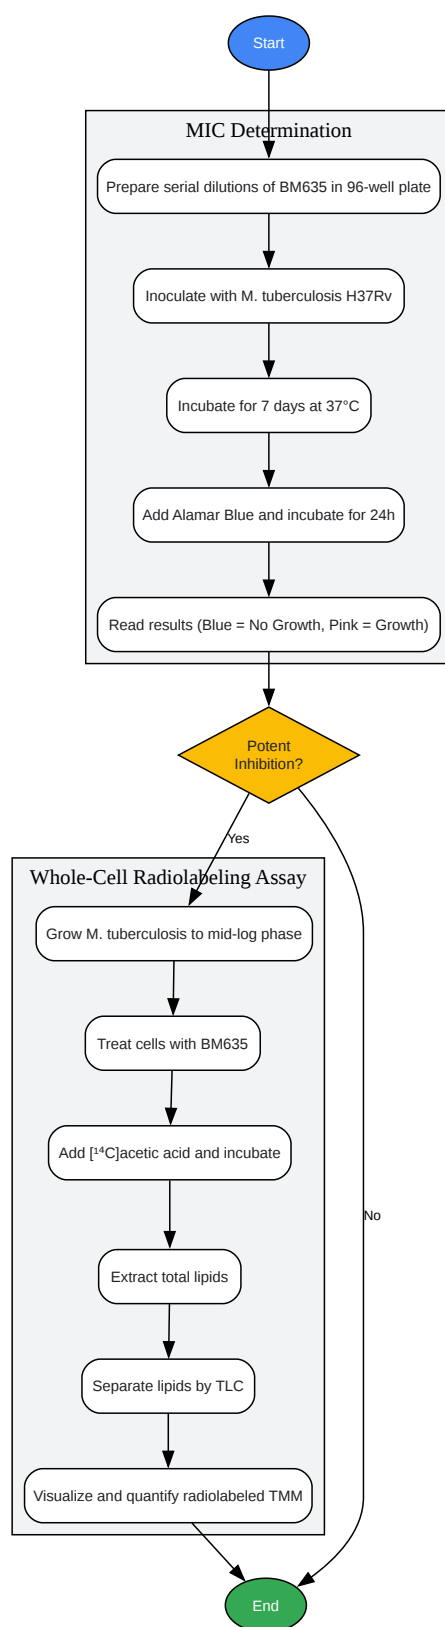 Start
MIC Determination
Prepare serial dilutions of BM635 in 96-well plate
Inoculate with M. tuberculosis H37Rv
Incubate for 7 days at 37°C
Add Alamar Blue and incubate for 24h
Read results (Blue = No Growth, Pink = Growth)
Potent
Inhibition?
Yes
Whole-Cell Radiolabeling Assay
Grow M. tuberculosis to mid-log phase
Treat cells with BM635
Add [¹⁴C]acetic acid and incubate
No
Extract total lipids
Separate lipids by TLC
Visualize and quantify radiolabeled TMM
End